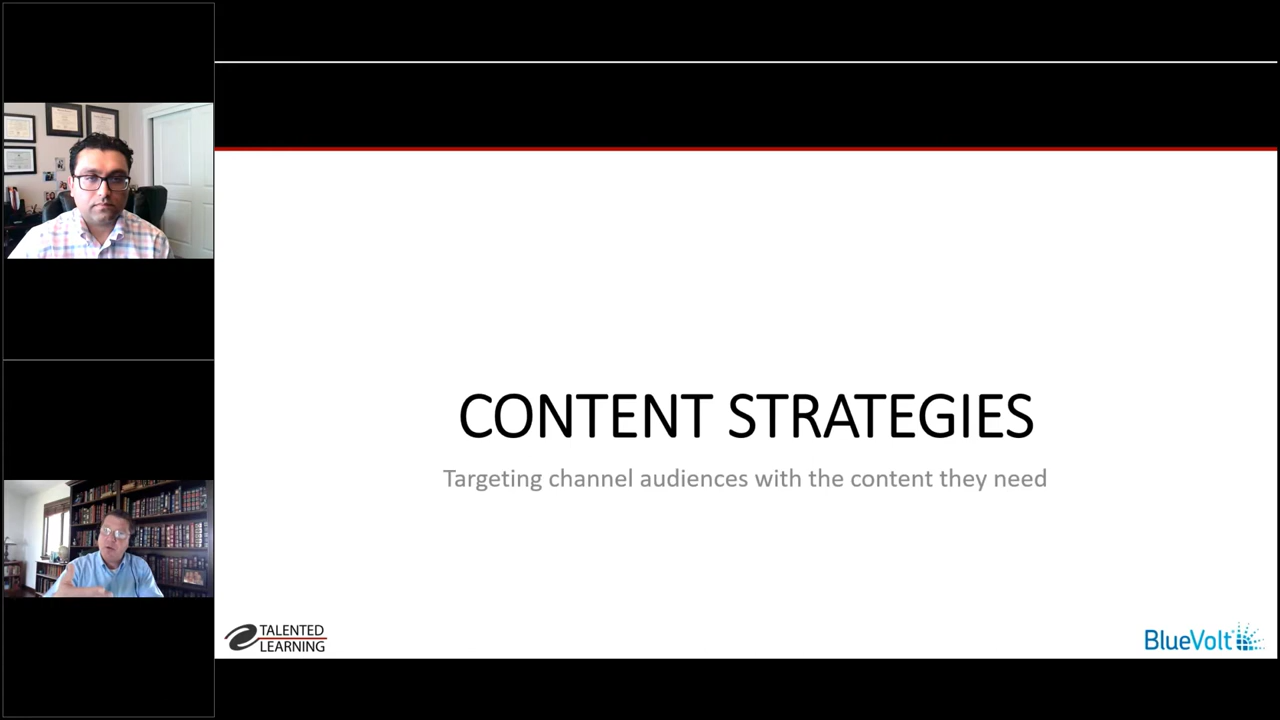 CONTENT STRATEGIES
Targeting channel audiences with the content they need
TALENTED
LEARNING
BlueVolt